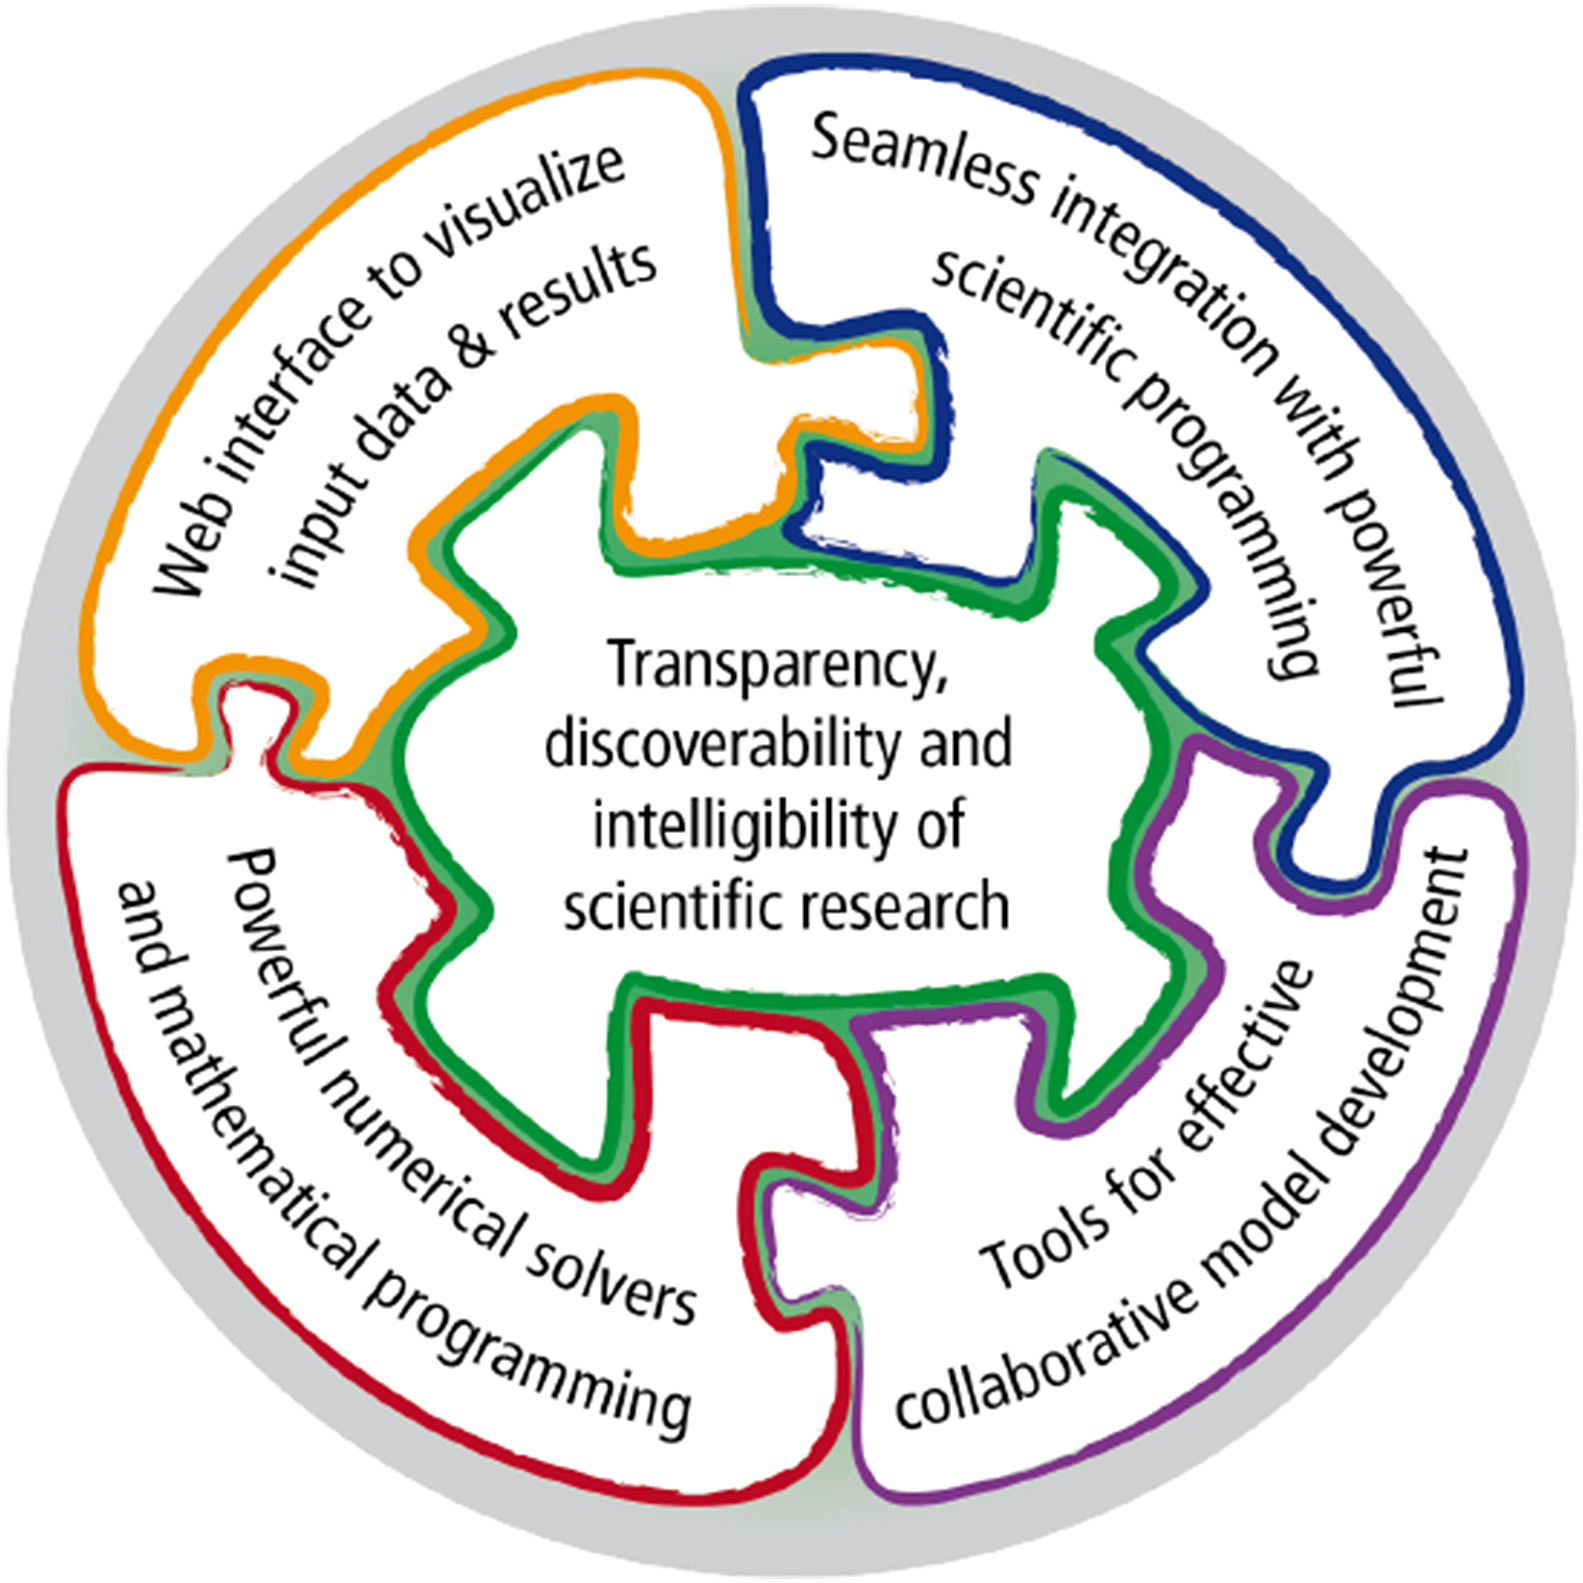 Web interface to visualize
input data & results
Seamless integration with powerful
scientific programming
Transparency,
discoverability and
intelligibility of
scientific research
Powerful numerical solvers
and mathematical programming
Tools for effective
collaborative model development